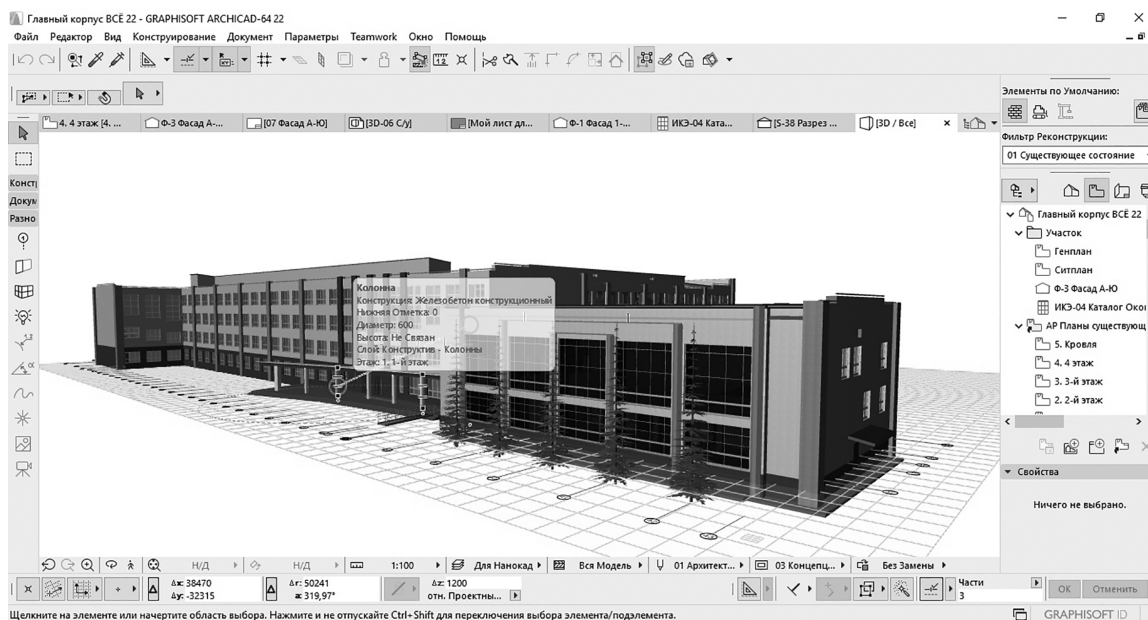 Главный корпус ВСЁ 22 - GRAPHISOFT ARCHICAD-64 22
Файл Редактор Вид Конструирование Документ Параметры Teamwork Окно Помощь
Элементы по Умолчанию:
4. 4 этаж [4. ...
Ф-3 Фасад А-...
[07 Фасад А-Ю]
[3D-06 С/у]
[Мой лист дл...
Ф-1 Фасад 1-...
ИКЭ-04 Ката...
[S-38 Разрез ...
[3D / Все]
Фильтр Реконструкции:
01 Существующее состояние
Констр
Докум
Разно
Главный корпус ВСЁ 22
Участок
Генплан
Ситплан
Ф-3 Фасад А-Ю
ИКЭ-04 Каталог Окон
АР Планы существующ
5. Кровля
4. 4 этаж
3. 3-й этаж
2. 2-й этаж
Колонна
Конструкция: Железобетон конструкционный
Нижняя Отметка: 0
Диаметр: 600
Высота: Не Связан
Слой: Конструктив - Колонны
Этаж: 1. 1-й этаж
Свойства
Ничего не выбрано.
Н/Д Н/Д 1:100 Для Нанокад Вся Модель 01 Архитект... 03 Концепц... Без Замены
Δx: 38470
Δy: -32315
Δr: 50241
a: 319,97°
Δz: 1200
отн. Проектны...
Части
3
ОК Отменить
Щелкните на элементе или начертите область выбора. Нажмите и не отпускайте Ctrl+Shift для переключения выбора элемента/подэлемента.
GRAPHISOFT ID